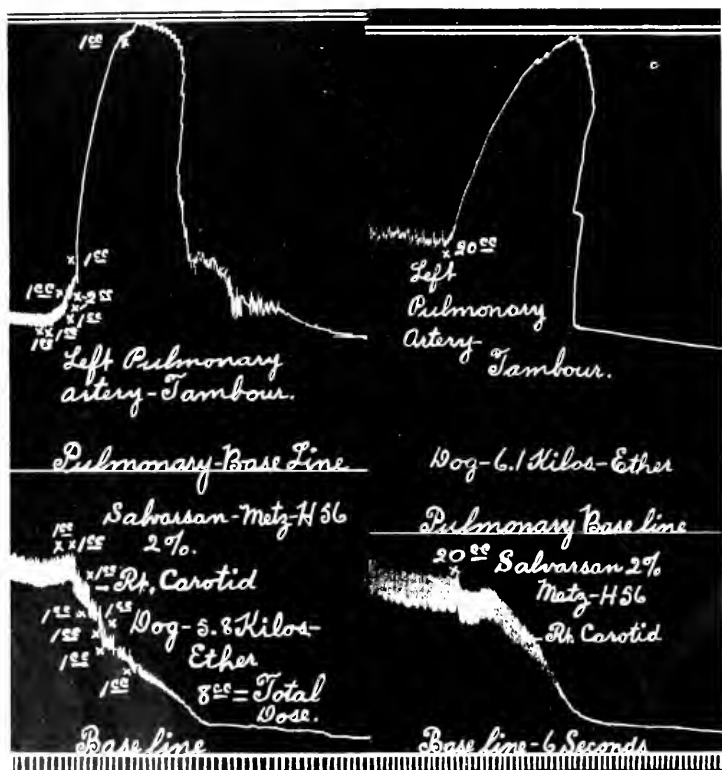 1cc
1cc
1cc
2cc
1cc
1cc
1cc
Left Pulmonary
artery-Tambour.
Pulmonary-Base Line
Salvarsan-Metz-H56
2%.
1cc
1cc
1cc
Rt. Carotid
1cc
1cc
1cc
1cc
1cc
Dog-5.8 Kilos-
Ether
8cc = Total
Dose.
Base line
20cc
Left
Pulmonary
Artery-
Tambour.
Dog-6.1 Kilos-Ether
Pulmonary Base line
20cc Salvarsan 2%
Metz-H56
Rt. Carotid
Base line-6 Seconds